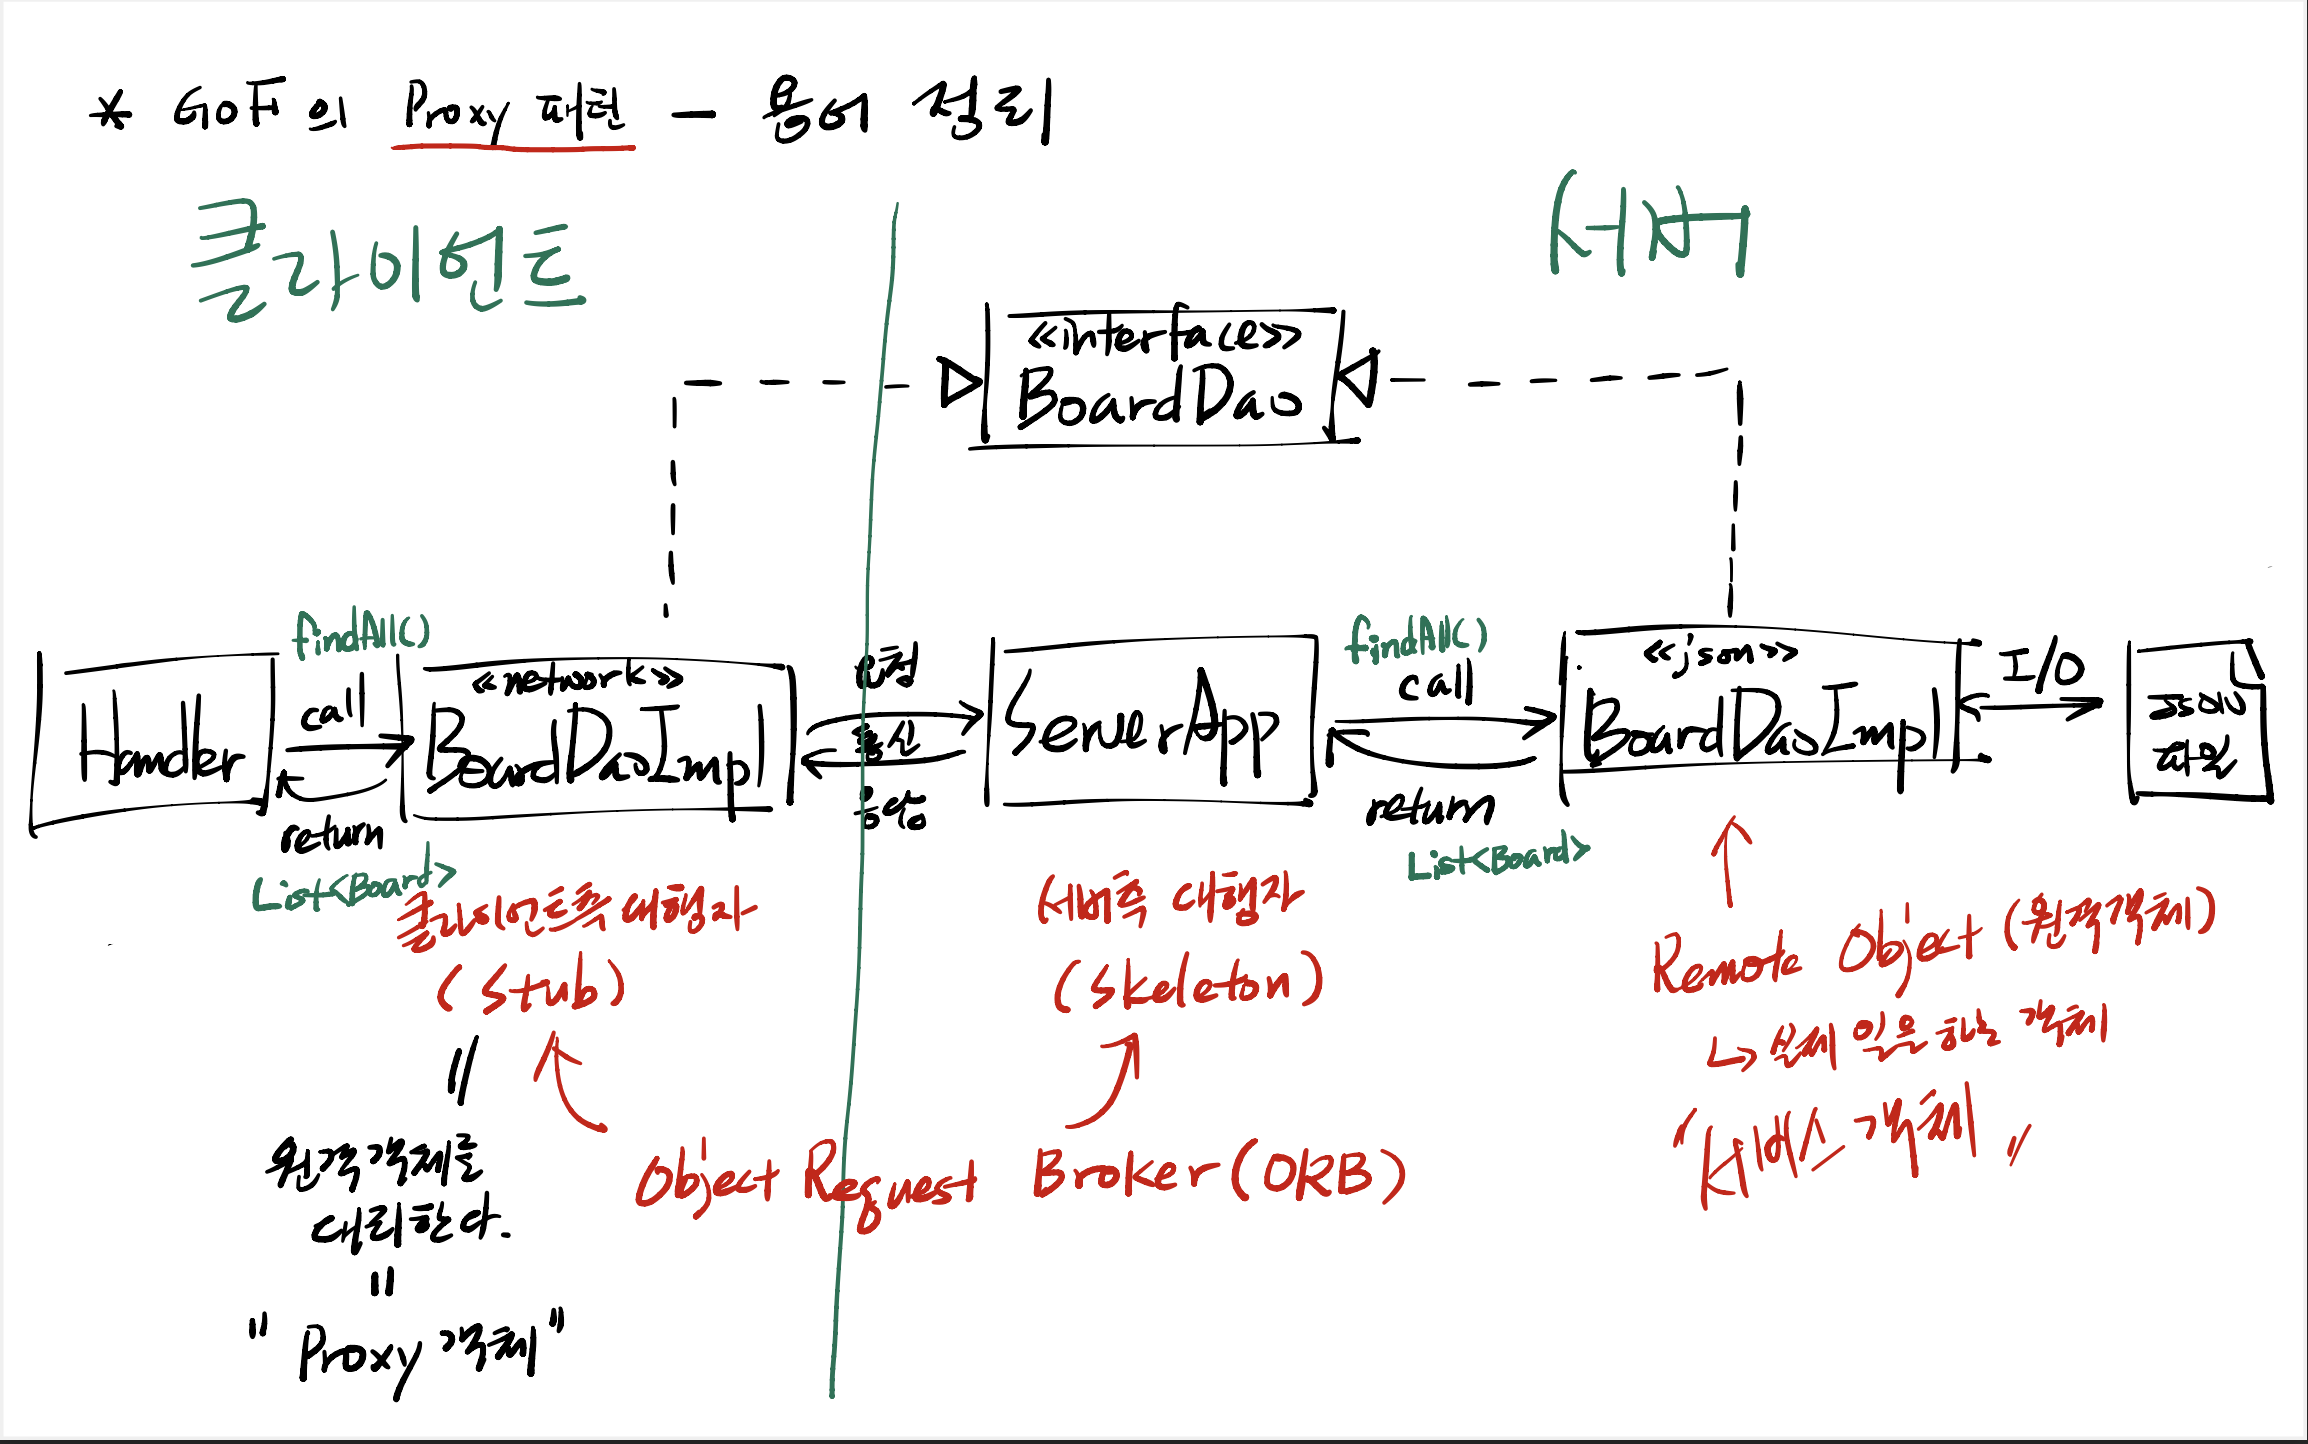 * GoF의 Proxy 패턴 - 용어 정리
클라이언트
서버
<<interface>>
BoardDao
Handler
findAll()
call
return
List<Board>
<<network>>
BoardDaoImpl
요청
통신
응답
ServerApp
findAll()
call
return
List<Board>
<<json>>
BoardDaoImpl
I/O
JSON
파일
클라이언트측 대행자
(Stub)
서버측 대행자
(Skeleton)
Remote Object (원격객체)
↳ 실제 일을 하는 객체
"서비스 객체"
Object Request Broker (ORB)
||
원격객체를
대리한다.
||
"Proxy 객체"